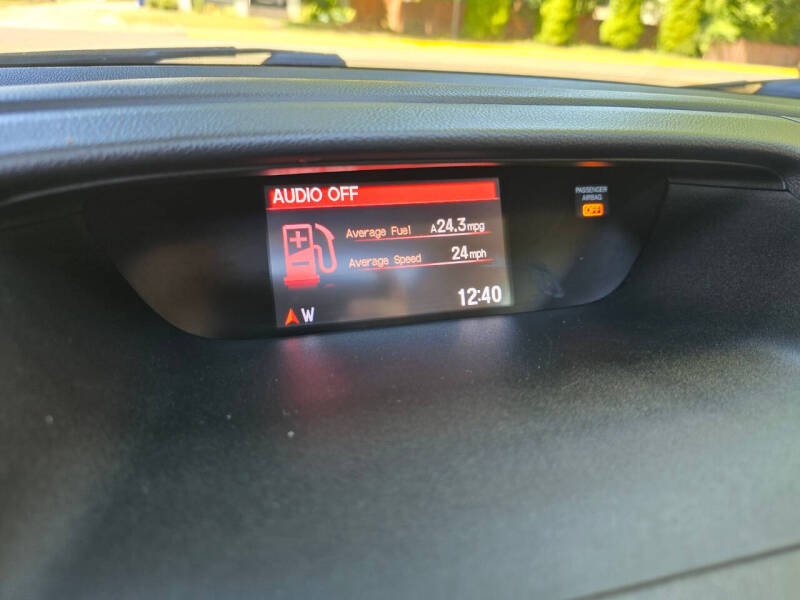 AUDIO OFF
PASSENGER
AIRBAG
OFF
Average Fuel A24.3mpg
Average Speed 24mph
12:40
W